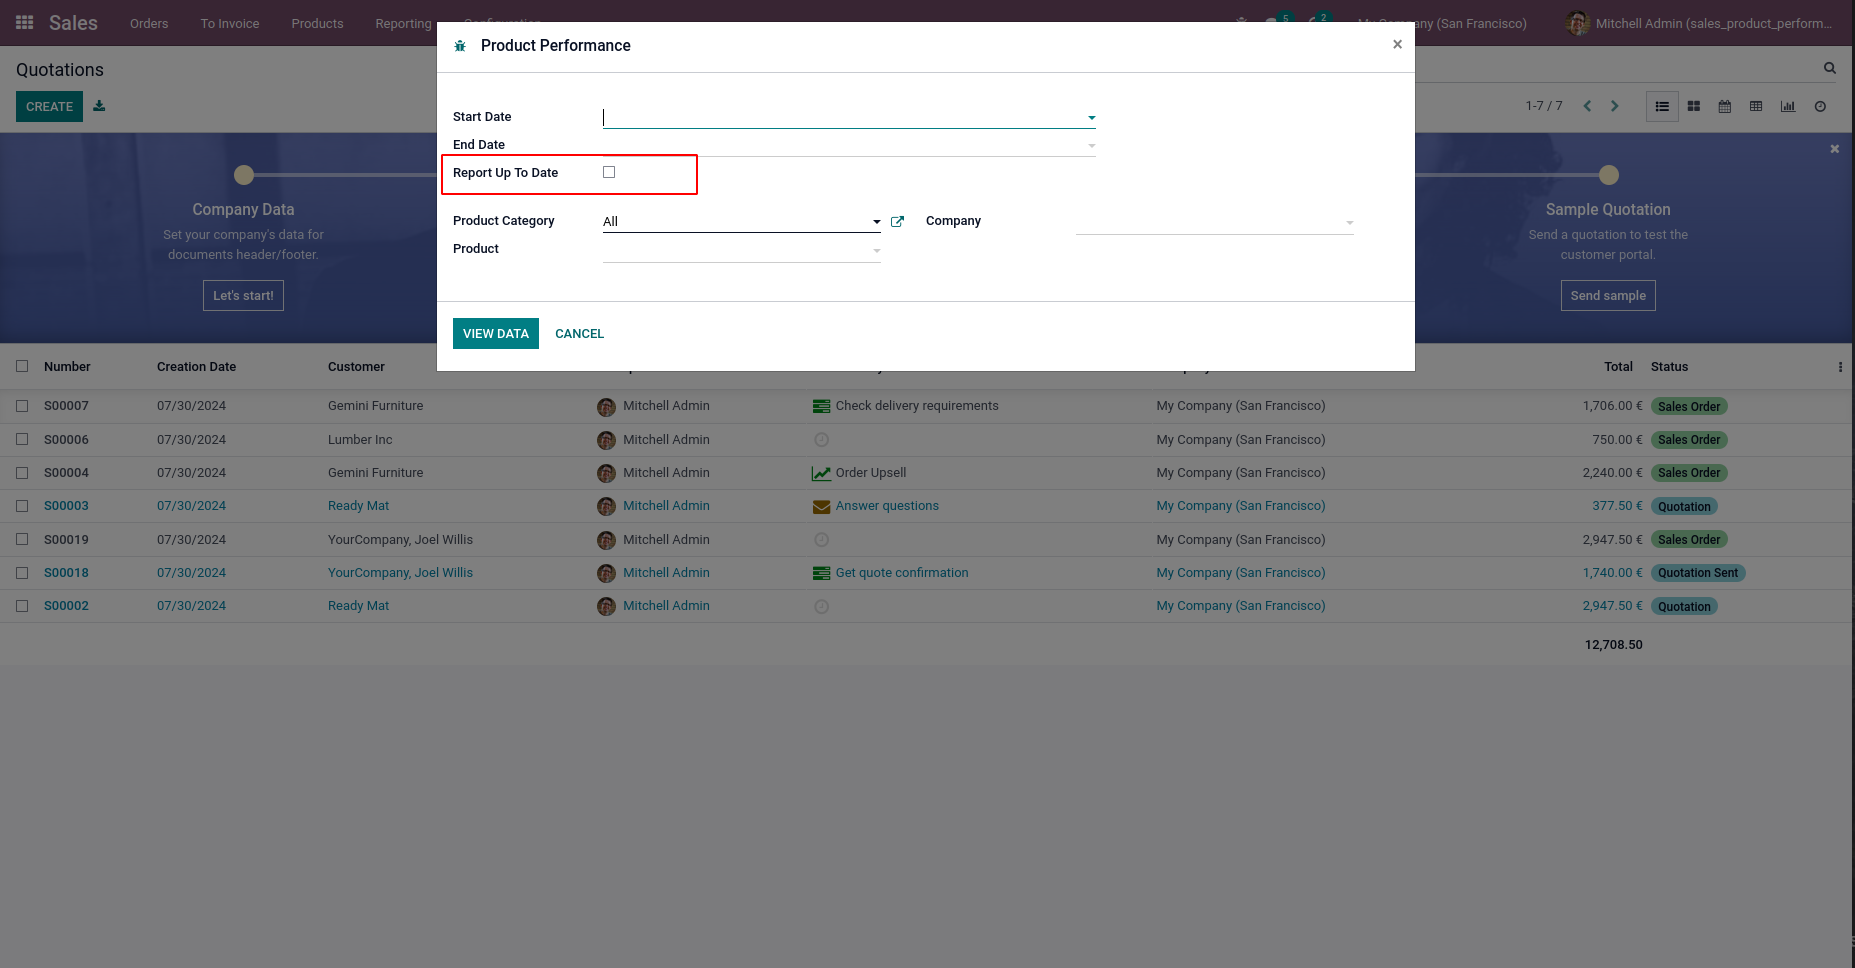 Sales Orders To Invoice Products Reporting Configuration 5 2 My Company (San Francisco) Mitchell Admin (sales_product_perform...
Product Performance ×
Quotations
CREATE 1-7 / 7
Start Date
End Date
Report Up To Date
Product Category All Company
Product
VIEW DATA CANCEL
Company Data
Set your company's data for
documents header/footer.
Let's start!
Sample Quotation
Send a quotation to test the
customer portal.
Send sample
Number Creation Date Customer Total Status
S00007 07/30/2024 Gemini Furniture Mitchell Admin Check delivery requirements My Company (San Francisco) 1,706.00 € Sales Order
S00006 07/30/2024 Lumber Inc Mitchell Admin My Company (San Francisco) 750.00 € Sales Order
S00004 07/30/2024 Gemini Furniture Mitchell Admin Order Upsell My Company (San Francisco) 2,240.00 € Sales Order
S00003 07/30/2024 Ready Mat Mitchell Admin Answer questions My Company (San Francisco) 377.50 € Quotation
S00019 07/30/2024 YourCompany, Joel Willis Mitchell Admin My Company (San Francisco) 2,947.50 € Sales Order
S00018 07/30/2024 YourCompany, Joel Willis Mitchell Admin Get quote confirmation My Company (San Francisco) 1,740.00 € Quotation Sent
S00002 07/30/2024 Ready Mat Mitchell Admin My Company (San Francisco) 2,947.50 € Quotation
12,708.50